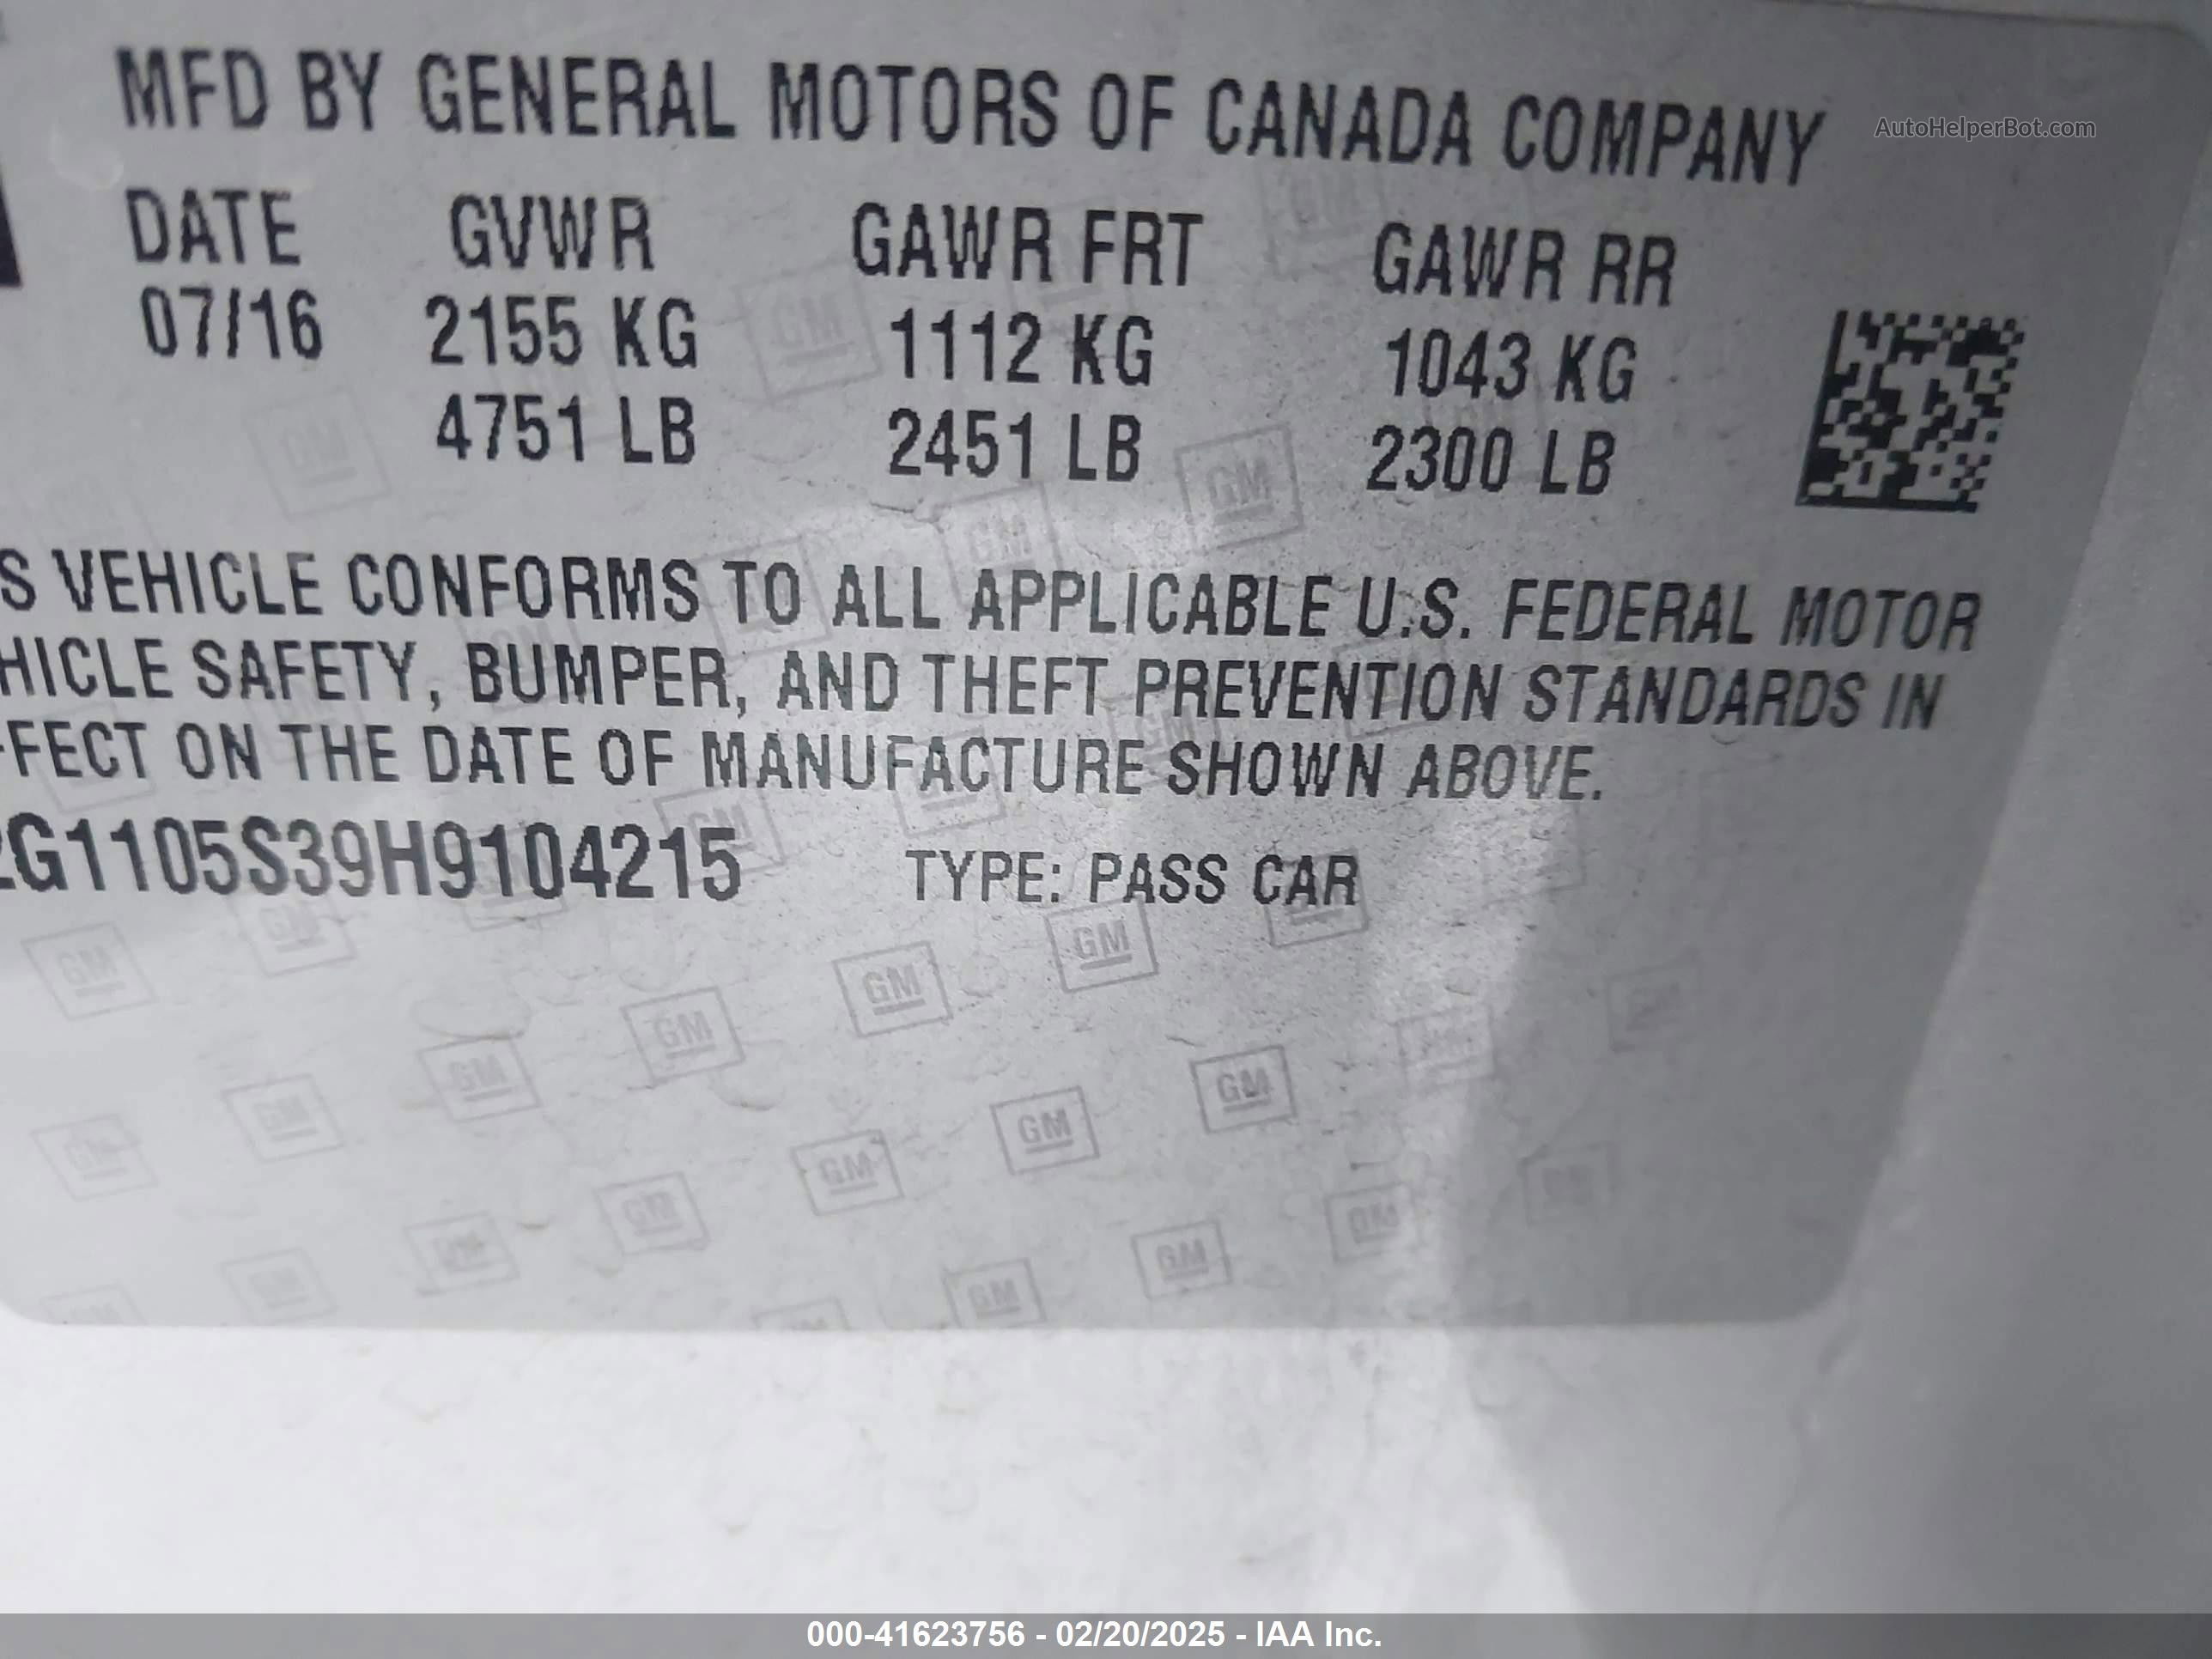 MFD BY GENERAL MOTORS OF CANADA COMPANY
AutoHelperBot.com
DATE GVWR GAWR FRT GAWR RR
07/16 2155 KG 1112 KG 1043 KG
4751 LB 2451 LB 2300 LB
S VEHICLE CONFORMS TO ALL APPLICABLE U.S. FEDERAL MOTOR
HICLE SAFETY, BUMPER, AND THEFT PREVENTION STANDARDS IN
FFECT ON THE DATE OF MANUFACTURE SHOWN ABOVE.
2G1105S39H9104215 TYPE: PASS CAR
000-41623756 - 02/20/2025 - IAA Inc.